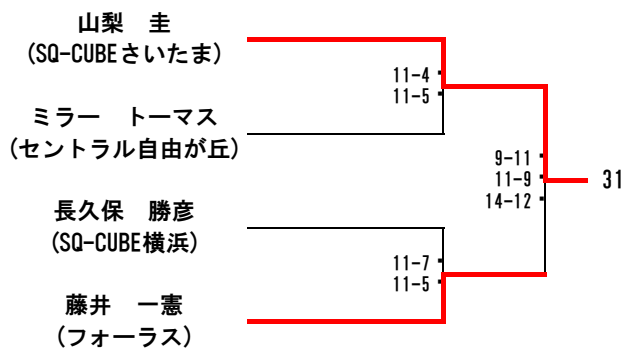 山梨　圭
(SQ-CUBEさいたま)
11-4
11-5
ミラー　トーマス
(セントラル自由が丘)
9-11
11-9
14-12
31
長久保　勝彦
(SQ-CUBE横浜)
11-7
11-5
藤井　一憲
(フォーラス)